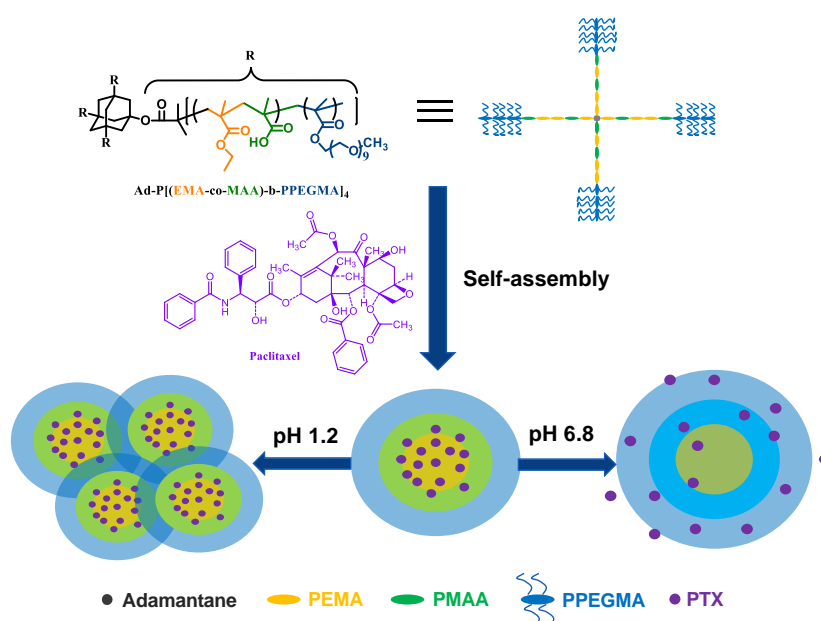 R
R
R
R
O
O
O
O
HO
O
O
O
CH3
9
Ad-P[(EMA-co-MAA)-b-PPEGMA]4
O
O
O
OH
H3C
CH3
CH3
CH3
O
O
N
H
O
O
OH
OH
H
O
O
H
O
O
O
CH3
Paclitaxel
Self-assembly
pH 1.2
pH 6.8
Adamantane
PEMA
PMAA
PPEGMA
PTX